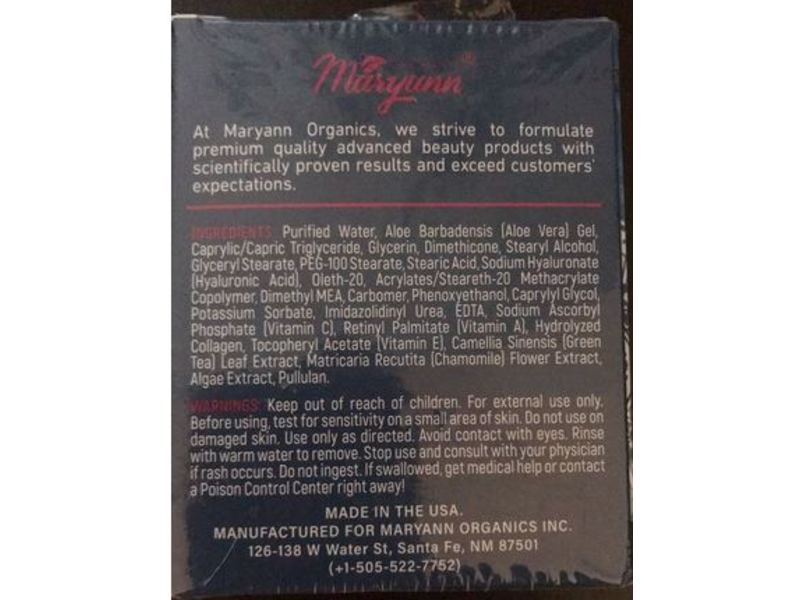 Maryann®
At Maryann Organics, we strive to formulate
premium quality advanced beauty products with
scientifically proven results and exceed customers'
expectations.
INGREDIENTS: Purified Water, Aloe Barbadensis (Aloe Vera) Gel,
Caprylic/Capric Triglyceride, Glycerin, Dimethicone, Stearyl Alcohol,
Glyceryl Stearate, PEG-100 Stearate, Stearic Acid, Sodium Hyaluronate
(Hyaluronic Acid), Oleth-20, Acrylates/Steareth-20 Methacrylate
Copolymer, Dimethyl MEA, Carbomer, Phenoxyethanol, Caprylyl Glycol,
Potassium Sorbate, Imidazolidinyl Urea, EDTA, Sodium Ascorbyl
Phosphate (Vitamin C), Retinyl Palmitate (Vitamin A), Hydrolyzed
Collagen, Tocopheryl Acetate (Vitamin E), Camellia Sinensis (Green
Tea) Leaf Extract, Matricaria Recutita (Chamomile) Flower Extract,
Algae Extract, Pullulan.
WARNINGS: Keep out of reach of children. For external use only.
Before using, test for sensitivity on a small area of skin. Do not use on
damaged skin. Use only as directed. Avoid contact with eyes. Rinse
with warm water to remove. Stop use and consult with your physician
if rash occurs. Do not ingest. If swallowed, get medical help or contact
a Poison Control Center right away!
MADE IN THE USA.
MANUFACTURED FOR MARYANN ORGANICS INC.
126-138 W Water St, Santa Fe, NM 87501
(+1-505-522-7752)